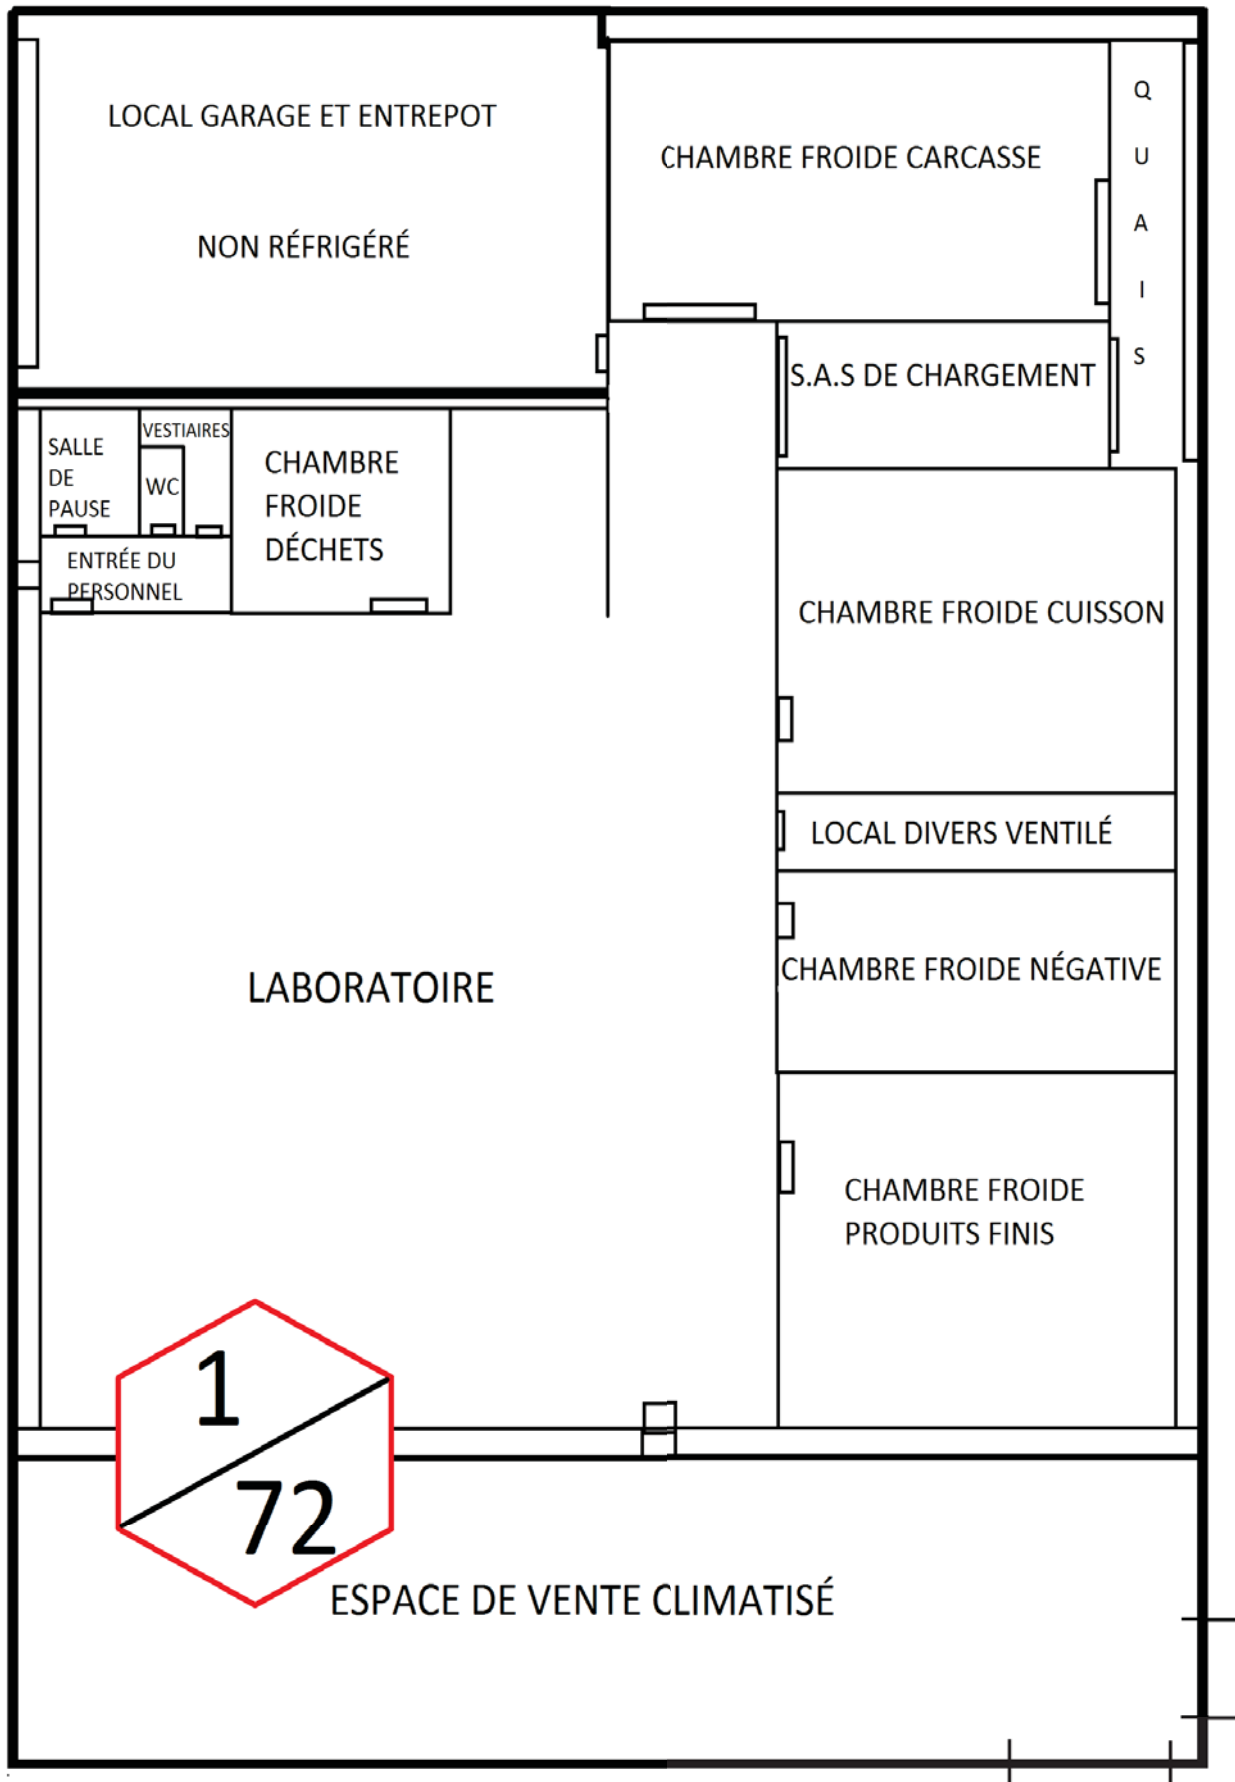 LOCAL GARAGE ET ENTREPOT
NON RÉFRIGÉRÉ
CHAMBRE FROIDE CARCASSE
Q
U
A
I
S
S.A.S DE CHARGEMENT
SALLE
DE
PAUSE
VESTIAIRES
WC
CHAMBRE
FROIDE
DÉCHETS
ENTRÉE DU
PERSONNEL
CHAMBRE FROIDE CUISSON
LOCAL DIVERS VENTILÉ
CHAMBRE FROIDE NÉGATIVE
LABORATOIRE
CHAMBRE FROIDE
PRODUITS FINIS
1
72
ESPACE DE VENTE CLIMATISÉ